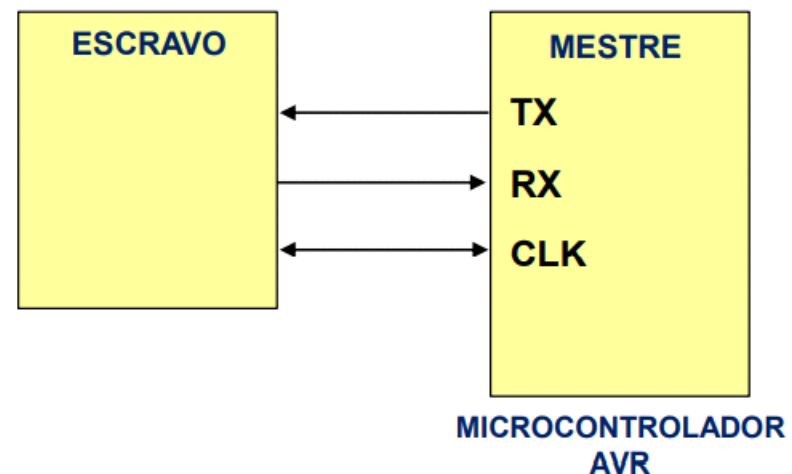 ESCRAVO
MESTRE
TX
RX
CLK
MICROCONTROLADOR
AVR